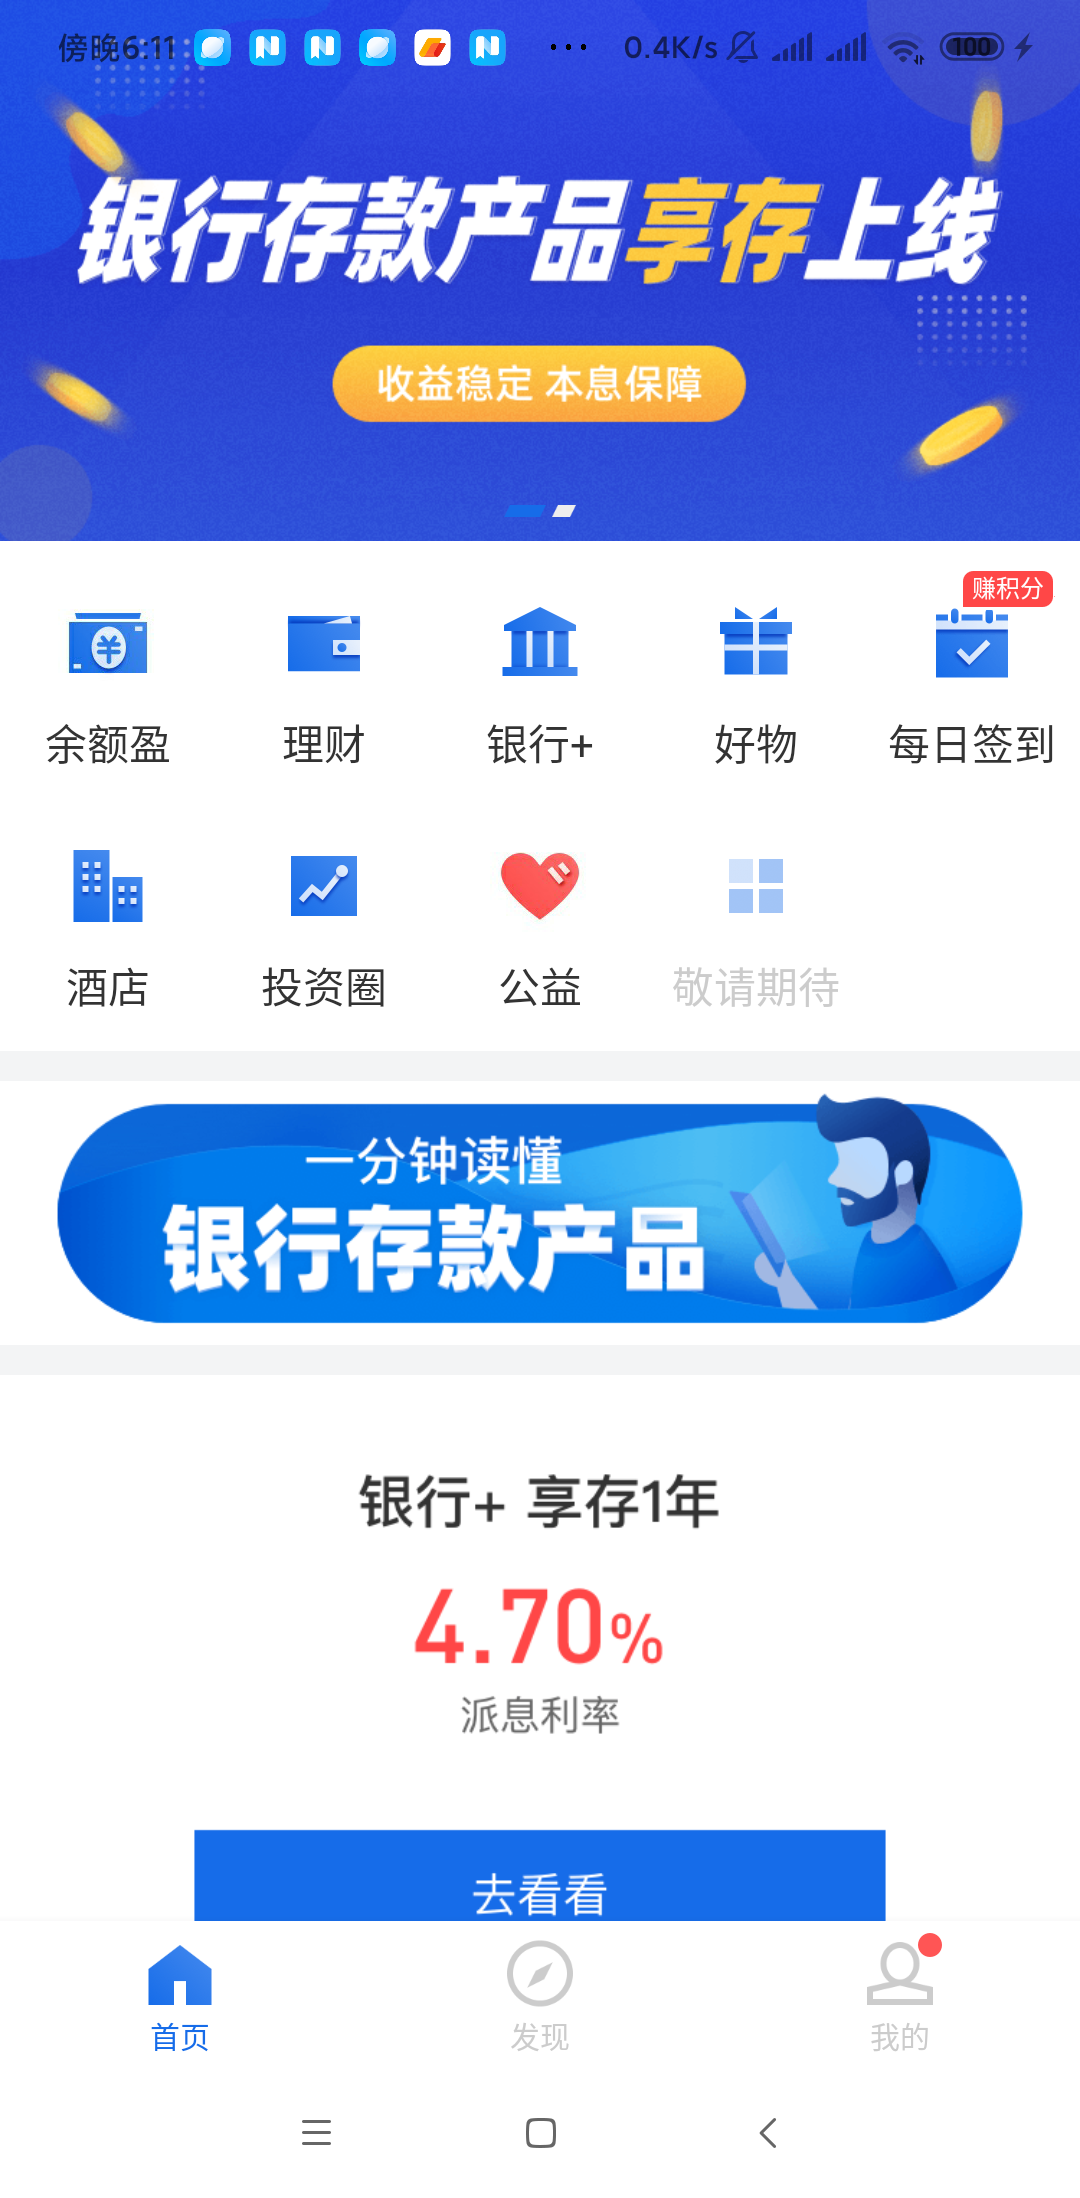 傍晚6:11 ··· 0.4K/s 100
银行存款产品享存上线
收益稳定 本息保障
赚积分
余额盈 理财 银行+ 好物 每日签到
酒店 投资圈 公益 敬请期待
一分钟读懂
银行存款产品
银行+ 享存1年
4.70%
派息利率
去看看
首页 发现 我的